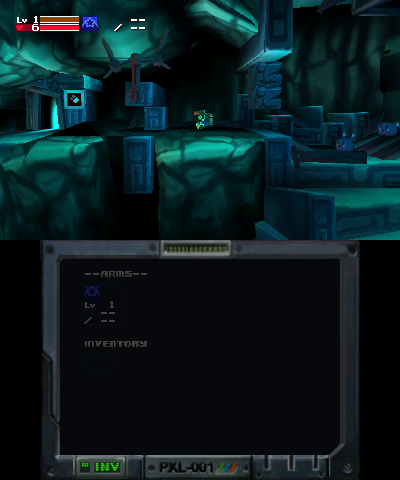 Lv 1
6
/ --
--
--ARMS--
Lv 1
--
/ --
INVENTORY
INV
PXL-001